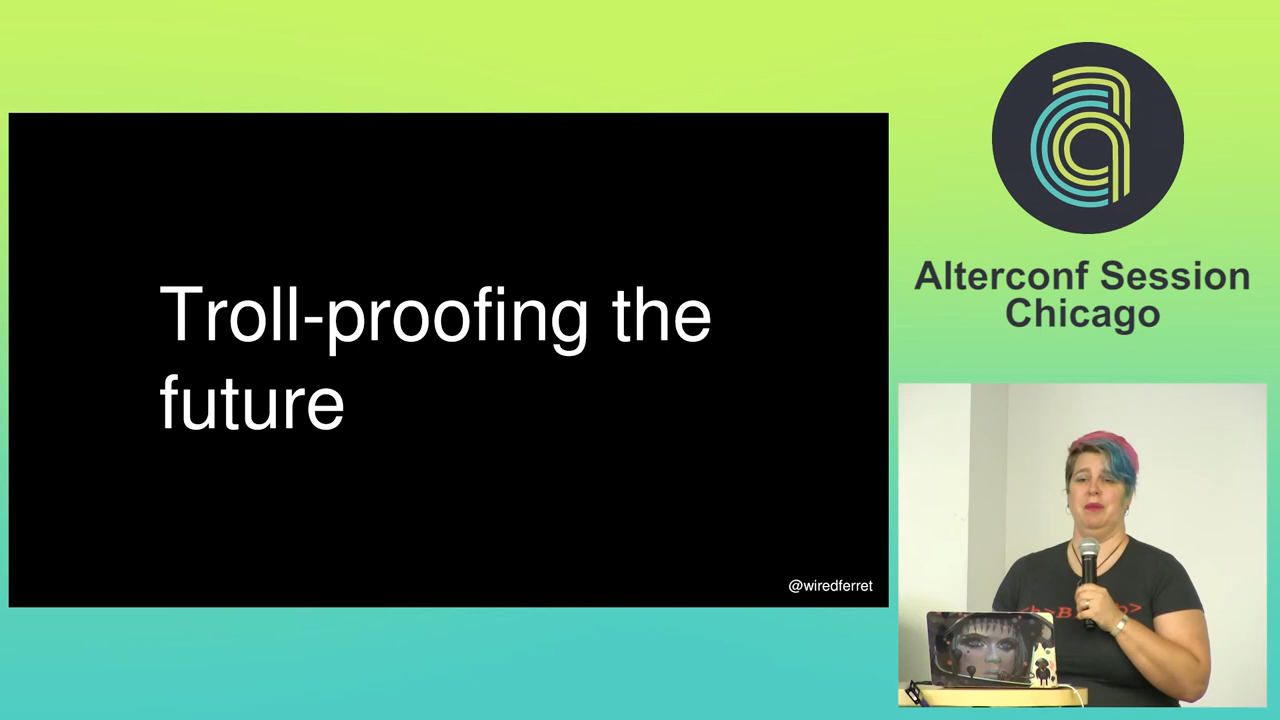 Troll-proofing the
future
@wiredferret
Alterconf Session
Chicago